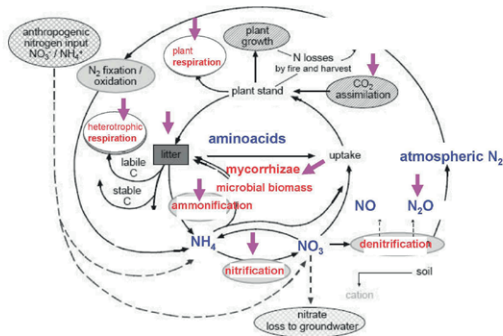 anthropogenic
nitrogen input
NO₃⁻ / NH₄⁺
N₂ fixation /
oxidation
plant
respiration
plant
growth
N losses
by fire and harvest
CO₂
assimilation
plant stand
heterotrophic
respiration
litter
aminoacids
labile
C
stable
C
mycorrhizae
microbial biomass
uptake
atmospheric N₂
ammonification
NO
N₂O
NH₄
NO₃
nitrification
denitrification
soil
cation
nitrate
loss to groundwater